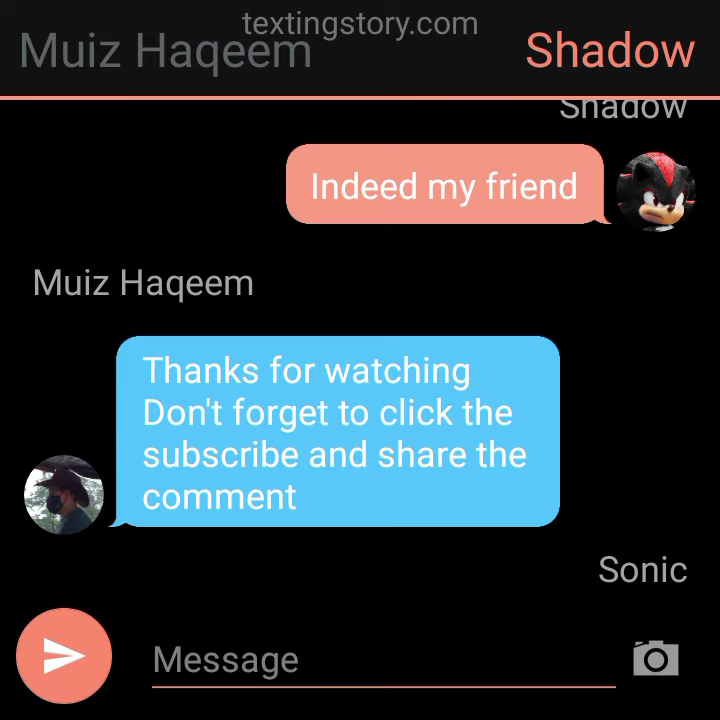 textingstory.com
Muiz Haqeem
Shadow
Shadow
Indeed my friend
Muiz Haqeem
Thanks for watching
Don't forget to click the
subscribe and share the
comment
Sonic
Message